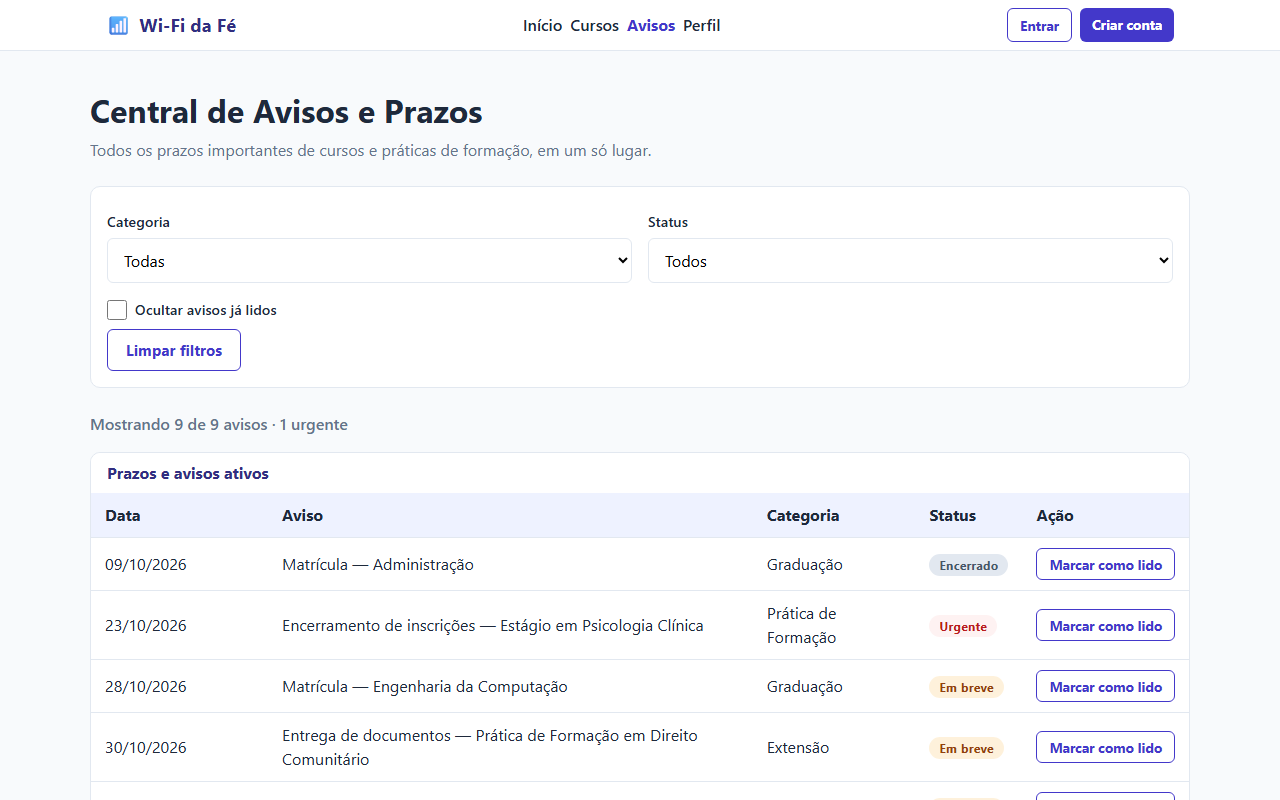 Wi-Fi da Fé
Início Cursos Avisos Perfil
Entrar
Criar conta
Central de Avisos e Prazos
Todos os prazos importantes de cursos e práticas de formação, em um só lugar.
Categoria
Status
Todas
Todos
Ocultar avisos já lidos
Limpar filtros
Mostrando 9 de 9 avisos · 1 urgente
Prazos e avisos ativos
Data Aviso Categoria Status Ação
09/10/2026 Matrícula — Administração Graduação Encerrado Marcar como lido
23/10/2026 Encerramento de inscrições — Estágio em Psicologia Clínica Prática de Formação Urgente Marcar como lido
28/10/2026 Matrícula — Engenharia da Computação Graduação Em breve Marcar como lido
30/10/2026 Entrega de documentos — Prática de Formação em Direito Comunitário Extensão Em breve Marcar como lido